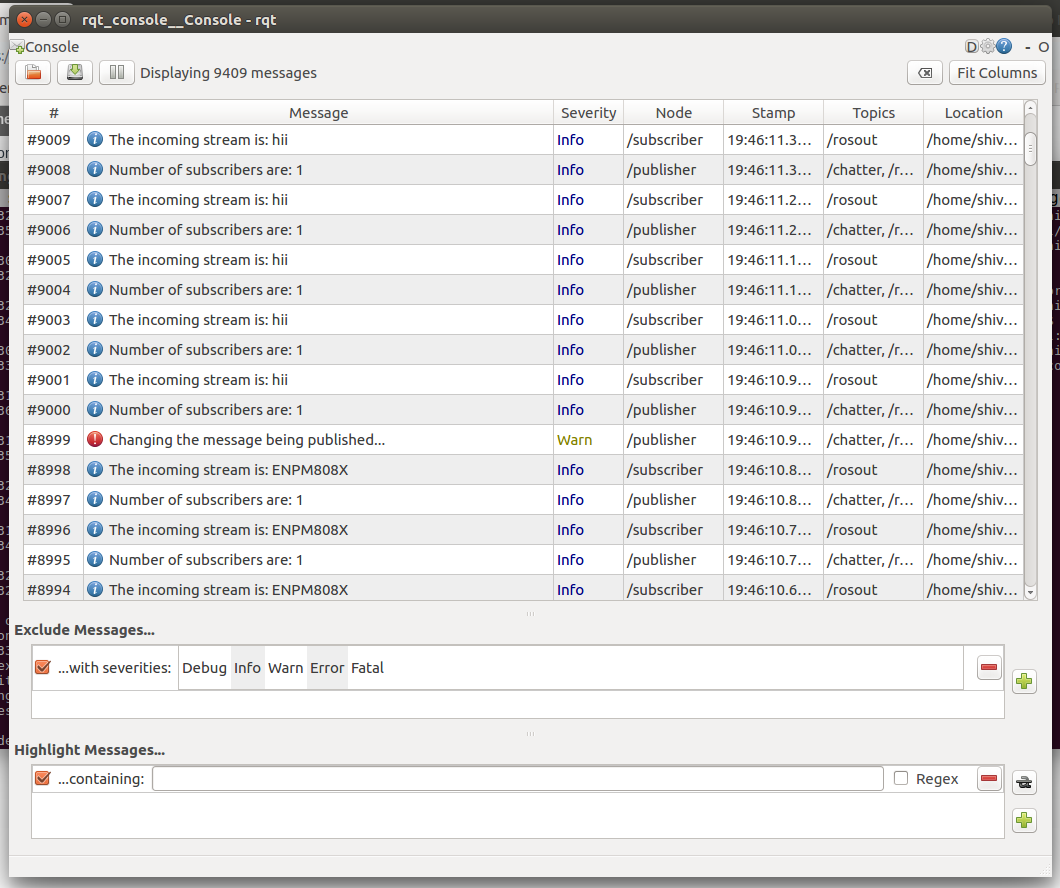 rqt_console__Console - rqt
Console D ? - O
Displaying 9409 messages Fit Columns
# Message Severity Node Stamp Topics Location
#9009 The incoming stream is: hii Info /subscriber 19:46:11.3... /rosout /home/shiv...
#9008 Number of subscribers are: 1 Info /publisher 19:46:11.3... /chatter, /r... /home/shiv...
#9007 The incoming stream is: hii Info /subscriber 19:46:11.2... /rosout /home/shiv...
#9006 Number of subscribers are: 1 Info /publisher 19:46:11.2... /chatter, /r... /home/shiv...
#9005 The incoming stream is: hii Info /subscriber 19:46:11.1... /rosout /home/shiv...
#9004 Number of subscribers are: 1 Info /publisher 19:46:11.1... /chatter, /r... /home/shiv...
#9003 The incoming stream is: hii Info /subscriber 19:46:11.0... /rosout /home/shiv...
#9002 Number of subscribers are: 1 Info /publisher 19:46:11.0... /chatter, /r... /home/shiv...
#9001 The incoming stream is: hii Info /subscriber 19:46:10.9... /rosout /home/shiv...
#9000 Number of subscribers are: 1 Info /publisher 19:46:10.9... /chatter, /r... /home/shiv...
#8999 Changing the message being published... Warn /publisher 19:46:10.9... /chatter, /r... /home/shiv...
#8998 The incoming stream is: ENPM808X Info /subscriber 19:46:10.8... /rosout /home/shiv...
#8997 Number of subscribers are: 1 Info /publisher 19:46:10.8... /chatter, /r... /home/shiv...
#8996 The incoming stream is: ENPM808X Info /subscriber 19:46:10.7... /rosout /home/shiv...
#8995 Number of subscribers are: 1 Info /publisher 19:46:10.7... /chatter, /r... /home/shiv...
#8994 The incoming stream is: ENPM808X Info /subscriber 19:46:10.6... /rosout /home/shiv...
Exclude Messages...
...with severities: Debug Info Warn Error Fatal
Highlight Messages...
...containing: Regex